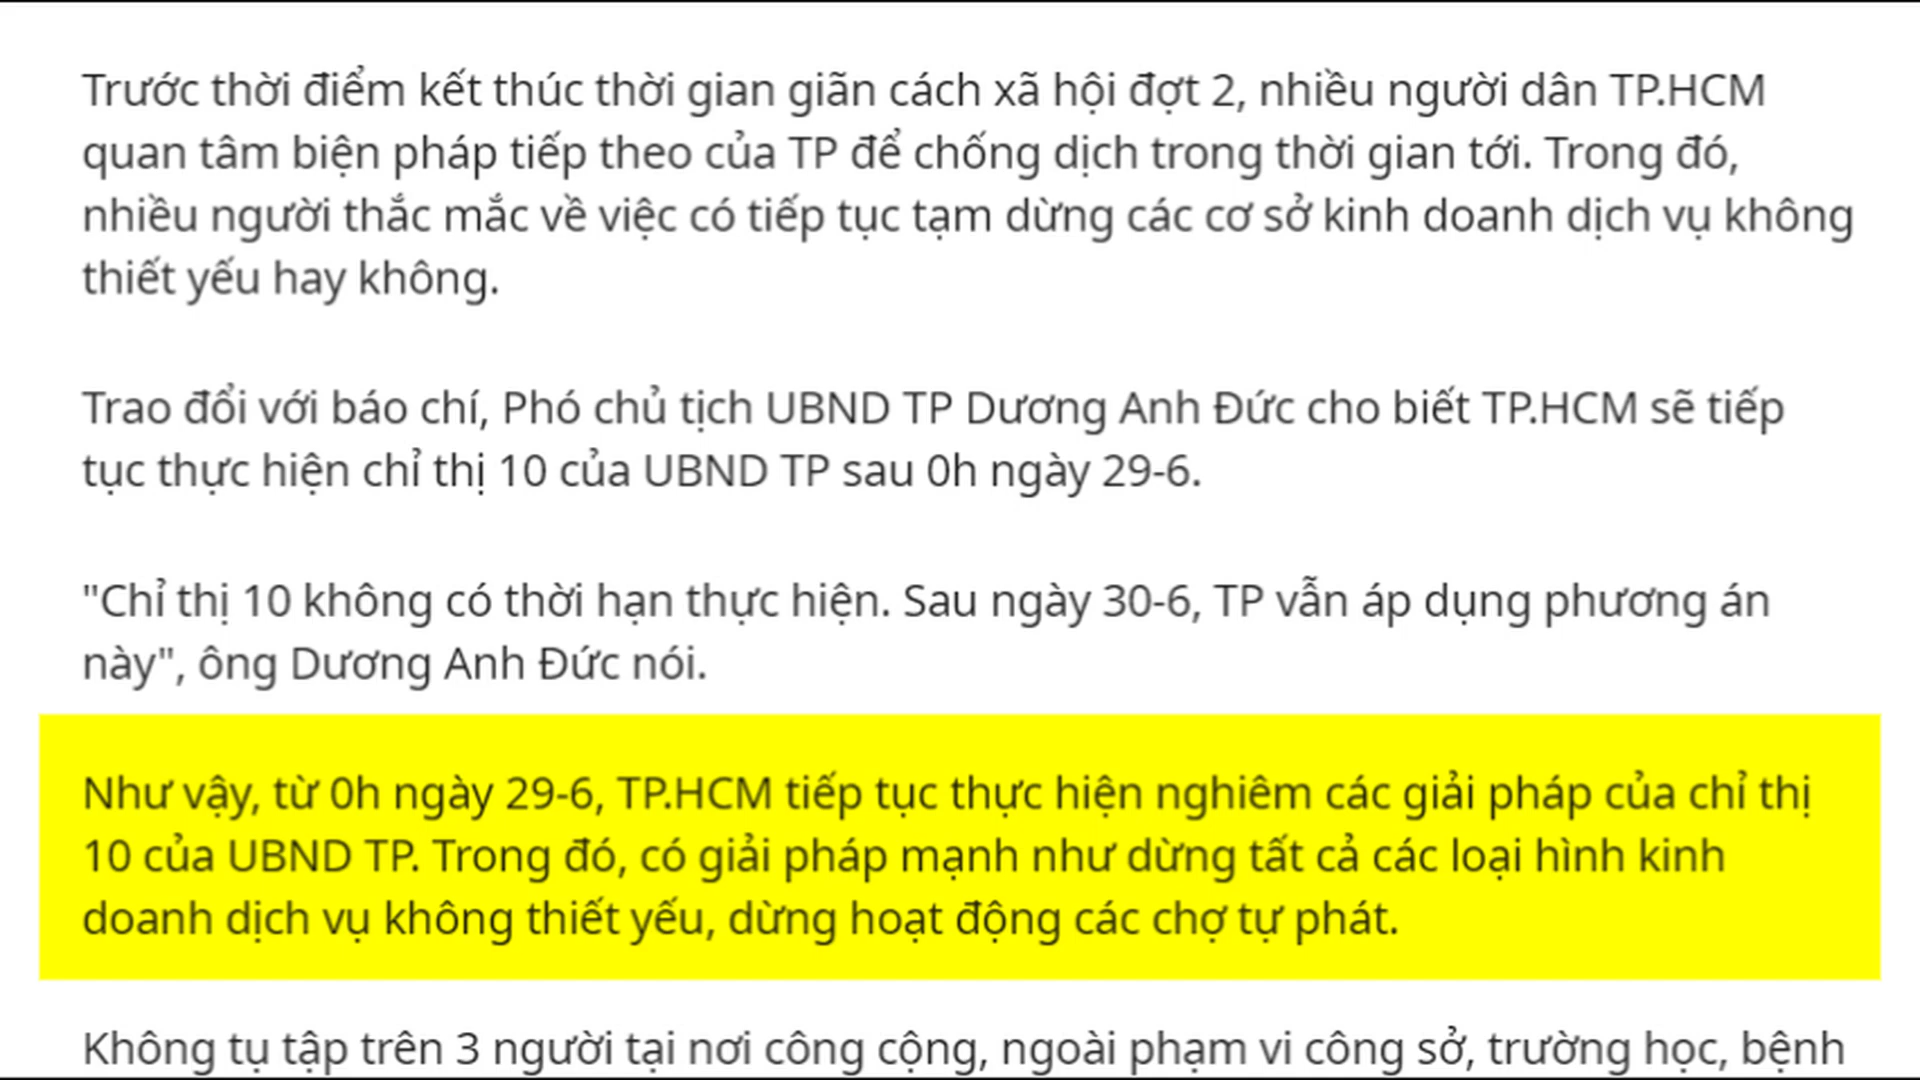 Trước thời điểm kết thúc thời gian giãn cách xã hội đợt 2, nhiều người dân TP.HCM
quan tâm biện pháp tiếp theo của TP để chống dịch trong thời gian tới. Trong đó,
nhiều người thắc mắc về việc có tiếp tục tạm dừng các cơ sở kinh doanh dịch vụ không
thiết yếu hay không.
Trao đổi với báo chí, Phó chủ tịch UBND TP Dương Anh Đức cho biết TP.HCM sẽ tiếp
tục thực hiện chỉ thị 10 của UBND TP sau 0h ngày 29-6.
"Chỉ thị 10 không có thời hạn thực hiện. Sau ngày 30-6, TP vẫn áp dụng phương án
này", ông Dương Anh Đức nói.
Như vậy, từ 0h ngày 29-6, TP.HCM tiếp tục thực hiện nghiêm các giải pháp của chỉ thị
10 của UBND TP. Trong đó, có giải pháp mạnh như dừng tất cả các loại hình kinh
doanh dịch vụ không thiết yếu, dừng hoạt động các chợ tự phát.
Không tụ tập trên 3 người tại nơi công cộng, ngoài phạm vi công sở, trường học, bệnh